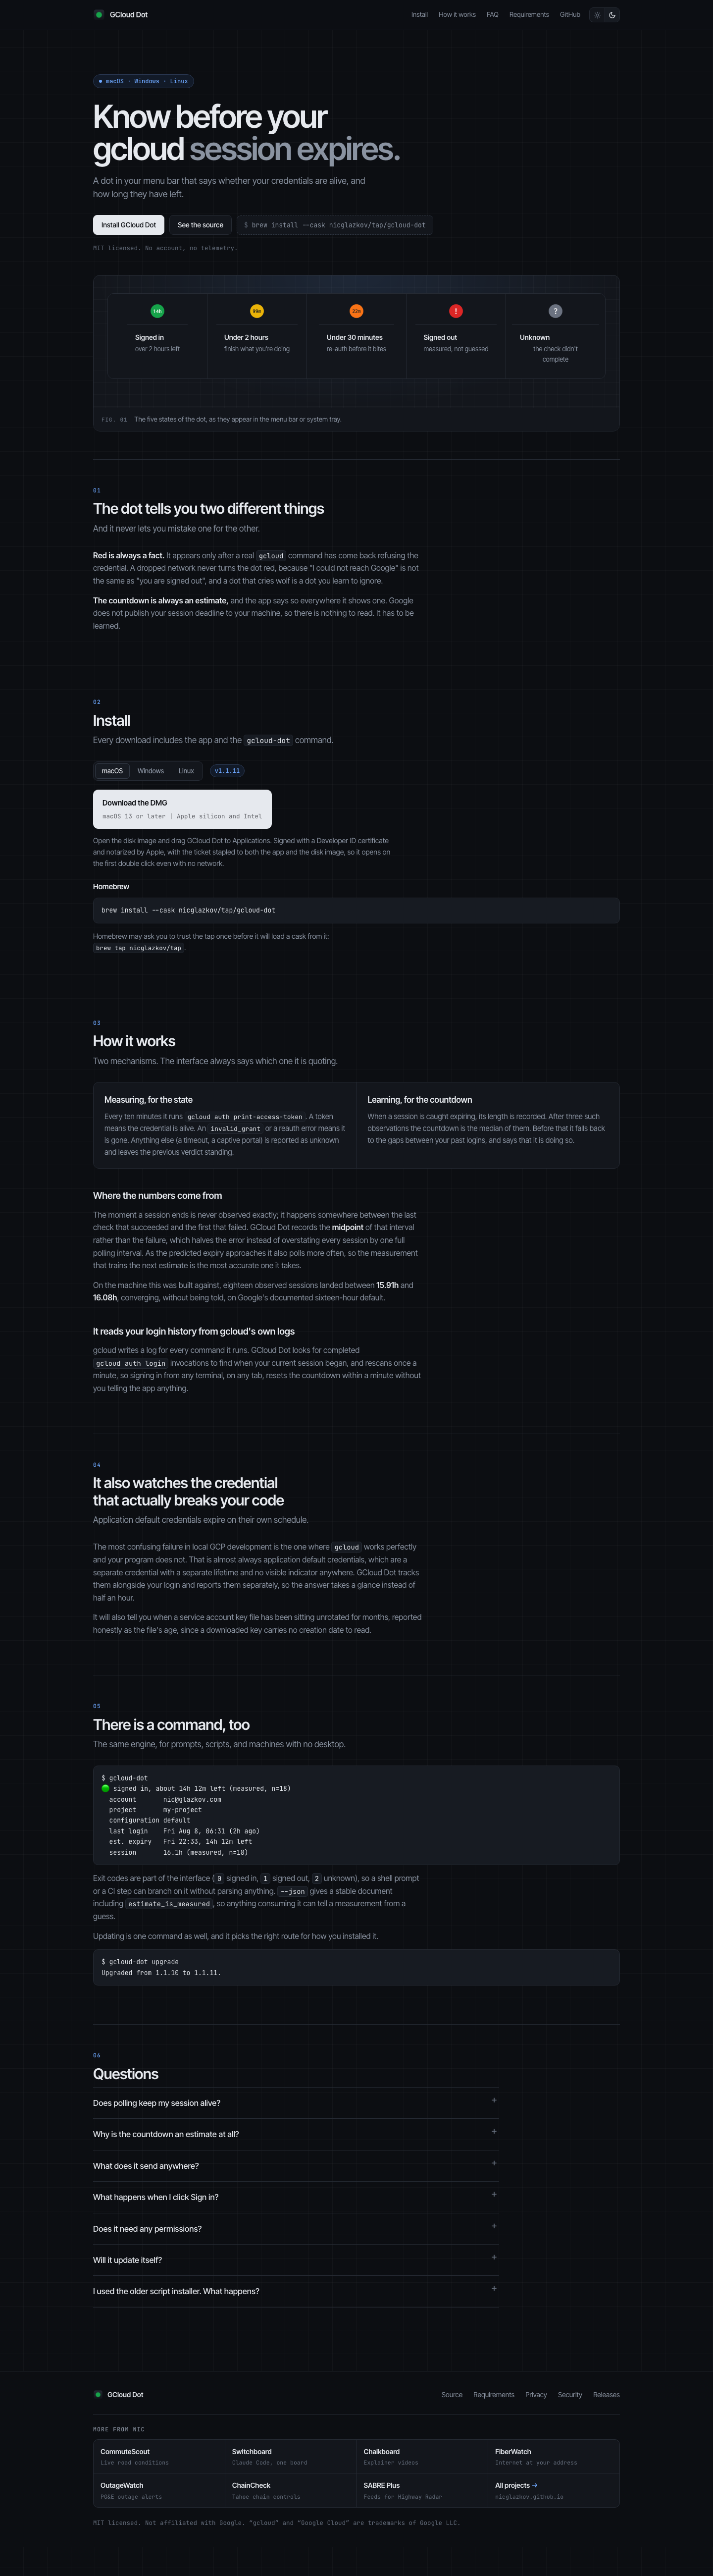 GCloud Dot
Install How it works FAQ Requirements GitHub
macOS · Windows · Linux
Know before your
gcloud session expires.
A dot in your menu bar that says whether your credentials are alive, and
how long they have left.
Install GCloud Dot See the source $ brew install --cask nicglazkov/tap/gcloud-dot
MIT licensed. No account, no telemetry.
14h 99m 22m ! ?
Signed in Under 2 hours Under 30 minutes Signed out Unknown
over 2 hours left finish what you're doing re-auth before it bites measured, not guessed the check didn't
complete
FIG. 01 The five states of the dot, as they appear in the menu bar or system tray.
01
The dot tells you two different things
And it never lets you mistake one for the other.
Red is always a fact. It appears only after a real gcloud command has come back refusing the
credential. A dropped network never turns the dot red, because "I could not reach Google" is not
the same as "you are signed out", and a dot that cries wolf is a dot you learn to ignore.
The countdown is always an estimate, and the app says so everywhere it shows one. Google
does not publish your session deadline to your machine, so there is nothing to read. It has to be
learned.
02
Install
Every download includes the app and the gcloud-dot command.
macOS Windows Linux v1.1.11
Download the DMG
macOS 13 or later | Apple silicon and Intel
Open the disk image and drag GCloud Dot to Applications. Signed with a Developer ID certificate
and notarized by Apple, with the ticket stapled to both the app and the disk image, so it opens on
the first double click even with no network.
Homebrew
brew install --cask nicglazkov/tap/gcloud-dot
Homebrew may ask you to trust the tap once before it will load a cask from it:
brew tap nicglazkov/tap.
03
How it works
Two mechanisms. The interface always says which one it is quoting.
Measuring, for the state
Every ten minutes it runs gcloud auth print-access-token. A token
means the credential is alive. An invalid_grant or a reauth error means it
is gone. Anything else (a timeout, a captive portal) is reported as unknown
and leaves the previous verdict standing.
Learning, for the countdown
When a session is caught expiring, its length is recorded. After three such
observations the countdown is the median of them. Before that it falls back
to the gaps between your past logins, and says that it is doing so.
Where the numbers come from
The moment a session ends is never observed exactly; it happens somewhere between the last
check that succeeded and the first that failed. GCloud Dot records the midpoint of that interval
rather than the failure, which halves the error instead of overstating every session by one full
polling interval. As the predicted expiry approaches it also polls more often, so the measurement
that trains the next estimate is the most accurate one it takes.
On the machine this was built against, eighteen observed sessions landed between 15.91h and
16.08h, converging, without being told, on Google's documented sixteen-hour default.
It reads your login history from gcloud's own logs
gcloud writes a log for every command it runs. GCloud Dot looks for completed
gcloud auth login invocations to find when your current session began, and rescans once a
minute, so signing in from any terminal, on any tab, resets the countdown within a minute without
you telling the app anything.
04
It also watches the credential
that actually breaks your code
Application default credentials expire on their own schedule.
The most confusing failure in local GCP development is the one where gcloud works perfectly
and your program does not. That is almost always application default credentials, which are a
separate credential with a separate lifetime and no visible indicator anywhere. GCloud Dot tracks
them alongside your login and reports them separately, so the answer takes a glance instead of
half an hour.
It will also tell you when a service account key file has been sitting unrotated for months, reported
honestly as the file's age, since a downloaded key carries no creation date to read.
05
There is a command, too
The same engine, for prompts, scripts, and machines with no desktop.
$ gcloud-dot
signed in, about 14h 12m left (measured, n=18)
account nic@glazkov.com
project my-project
configuration default
last login Fri Aug 8, 06:31 (2h ago)
est. expiry Fri 22:33, 14h 12m left
session 16.1h (measured, n=18)
Exit codes are part of the interface (0 signed in, 1 signed out, 2 unknown), so a shell prompt
or a CI step can branch on it without parsing anything. --json gives a stable document
including estimate_is_measured, so anything consuming it can tell a measurement from a
guess.
Updating is one command as well, and it picks the right route for how you installed it.
$ gcloud-dot upgrade
Upgraded from 1.1.10 to 1.1.11.
06
Questions
Does polling keep my session alive? +
Why is the countdown an estimate at all? +
What does it send anywhere? +
What happens when I click Sign in? +
Does it need any permissions? +
Will it update itself? +
I used the older script installer. What happens? +
GCloud Dot
Source Requirements Privacy Security Releases
MORE FROM NIC
CommuteScout Switchboard Chalkboard FiberWatch
Live road conditions Claude Code, one board Explainer videos Internet at your address
OutageWatch ChainCheck SABRE Plus All projects →
PG&E outage alerts Tahoe chain controls Feeds for Highway Radar nicglazkov.github.io
MIT licensed. Not affiliated with Google. "gcloud" and "Google Cloud" are trademarks of Google LLC.